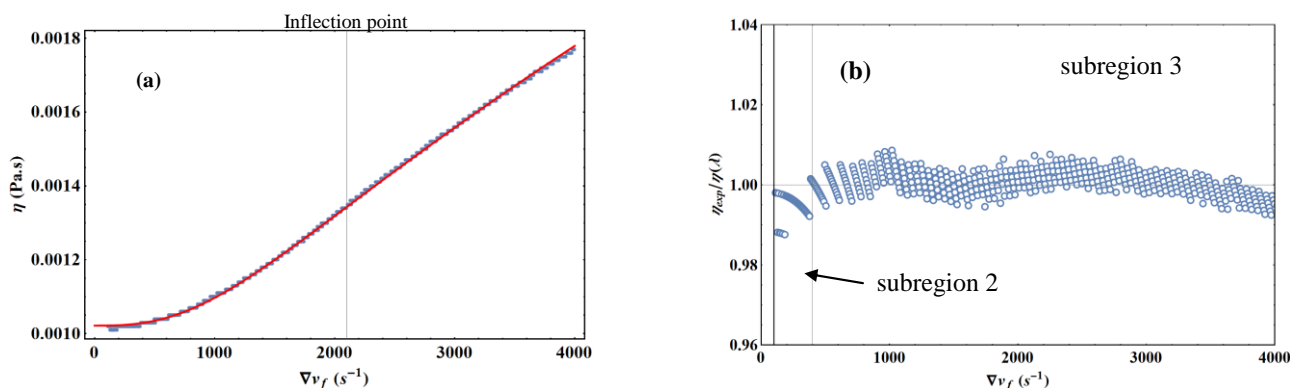 Inflection point
(a)
0.0018
0.0016
0.0014
0.0012
0.0010
η (Pa.s)
0 1000 2000 3000 4000
∇v_f (s⁻¹)
(b)
subregion 3
subregion 2
1.04
1.02
1.00
0.98
0.96
η_exp/η(λ)
0 1000 2000 3000 4000
∇v_f (s⁻¹)